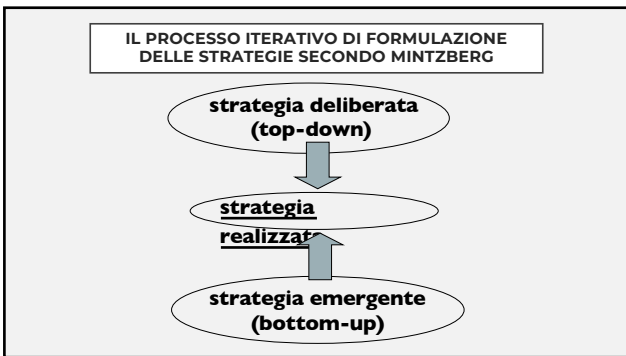 IL PROCESSO ITERATIVO DI FORMULAZIONE
DELLE STRATEGIE SECONDO MINTZBERG
strategia deliberata
(top-down)
strategia
realizzata
strategia emergente
(bottom-up)